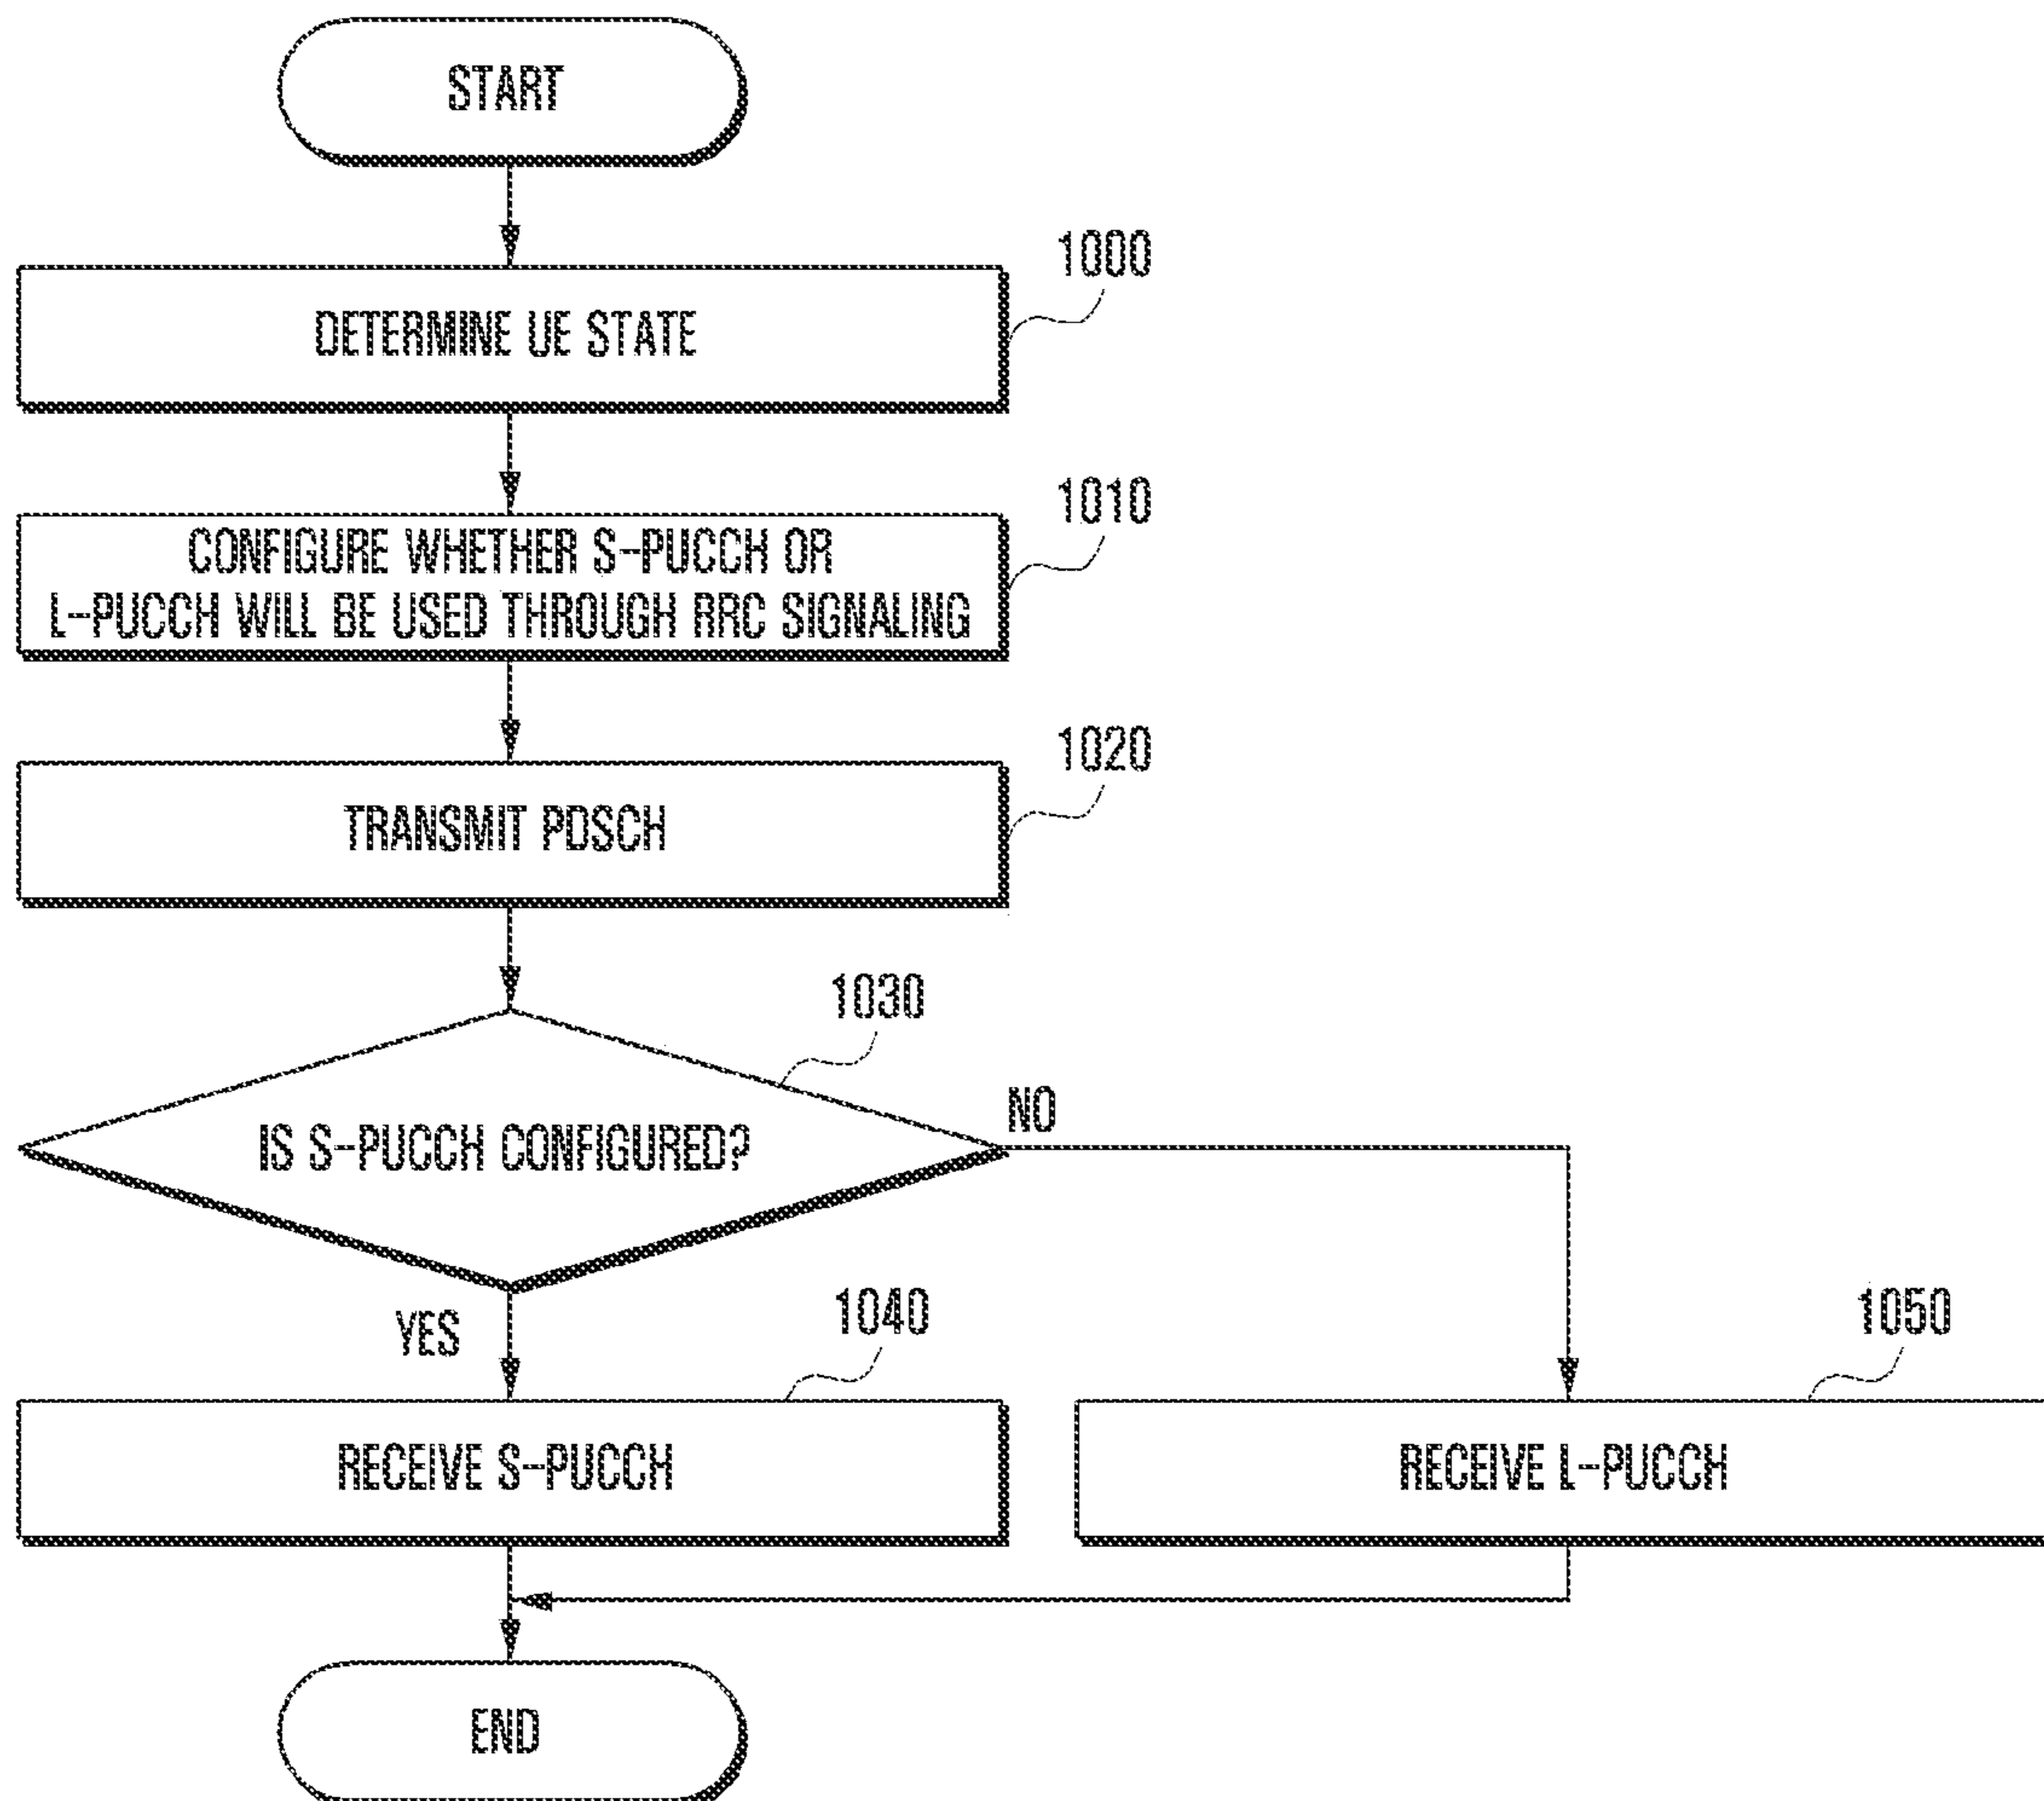 START
1000
DETERMINE UE STATE
1010
CONFIGURE WHETHER S-PUCCH OR
L-PUCCH WILL BE USED THROUGH RRC SIGNALING
1020
TRANSMIT PDSCH
1030
NO
IS S-PUCCH CONFIGURED?
YES
1040
1050
RECEIVE S-PUCCH
RECEIVE L-PUCCH
END